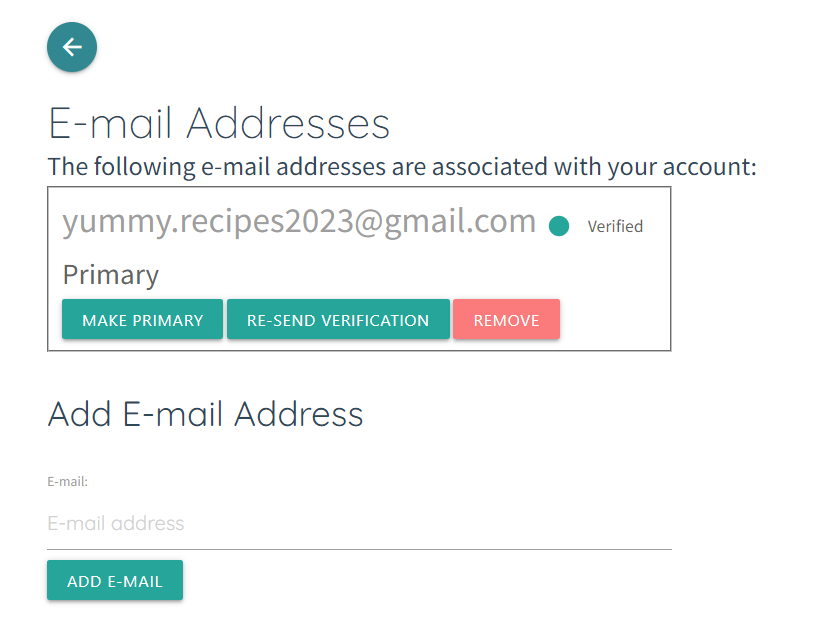 E-mail Addresses
The following e-mail addresses are associated with your account:
yummy.recipes2023@gmail.com Verified
Primary
MAKE PRIMARY RE-SEND VERIFICATION REMOVE
Add E-mail Address
E-mail:
E-mail address
ADD E-MAIL